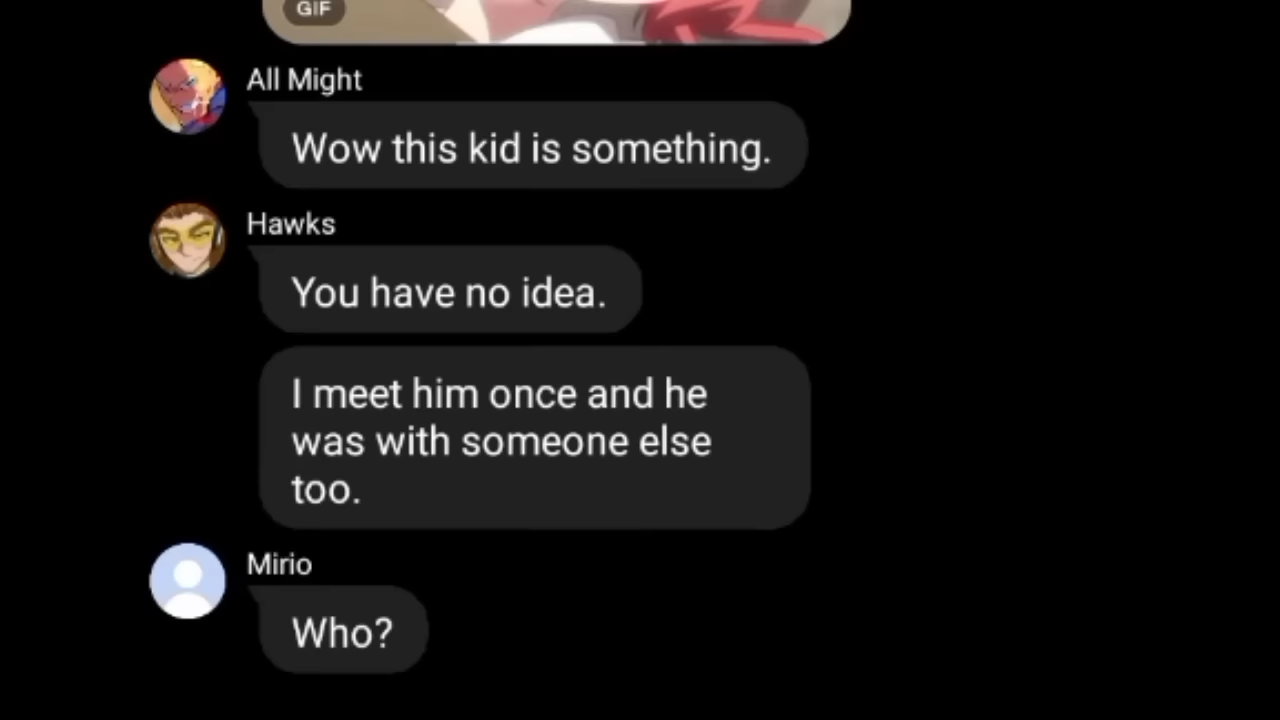 GIF
All Might
Wow this kid is something.
Hawks
You have no idea.
I meet him once and he
was with someone else
too.
Mirio
Who?